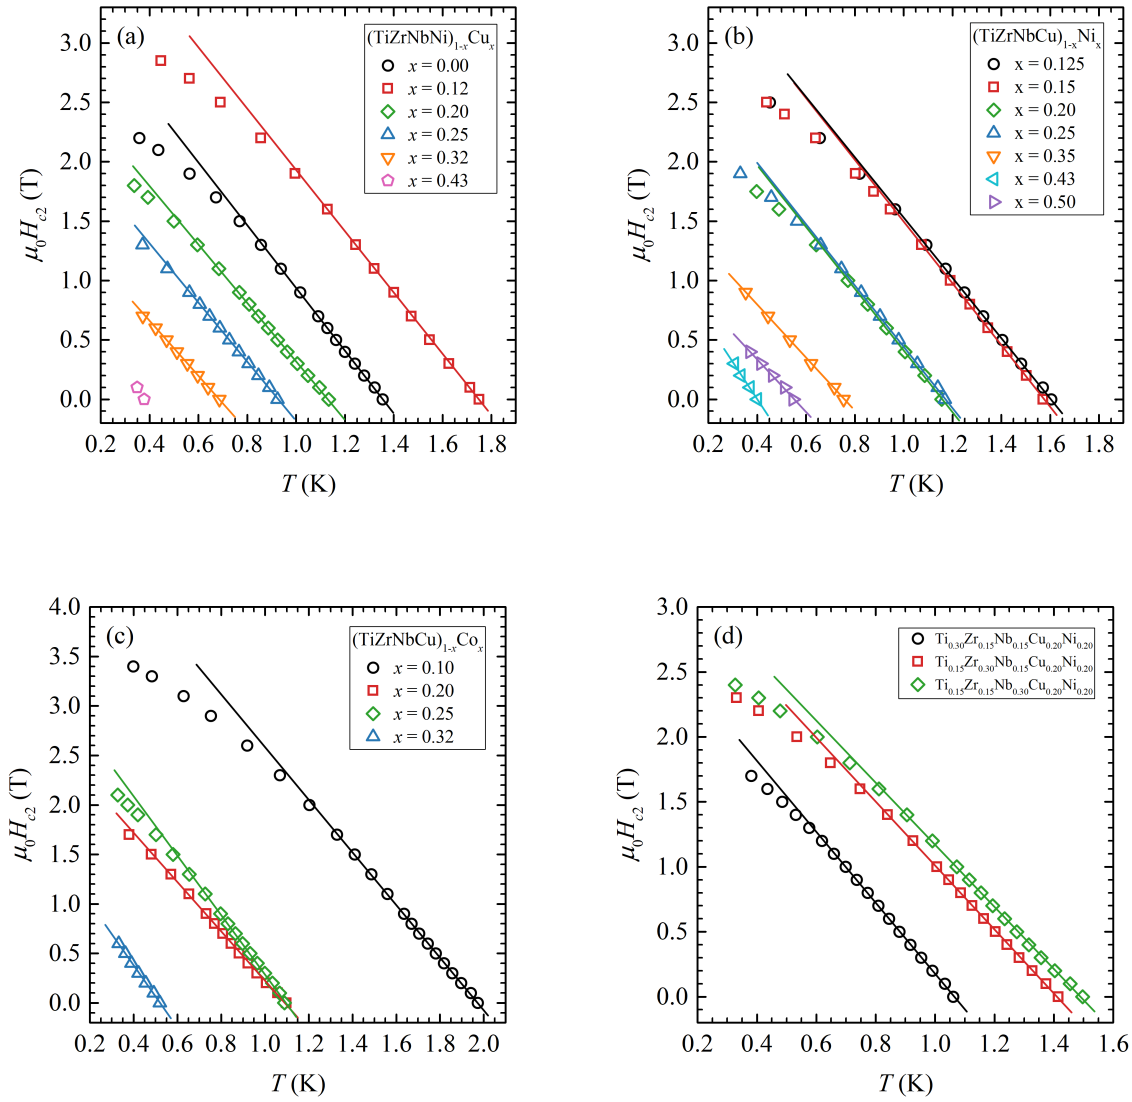 (a)
(TiZrNbNi)1-xCux
x = 0.00
x = 0.12
x = 0.20
x = 0.25
x = 0.32
x = 0.43
3.0
2.5
2.0
1.5
1.0
0.5
0.0
μ0Hc2 (T)
0.2 0.4 0.6 0.8 1.0 1.2 1.4 1.6 1.8
T (K)
(b)
(TiZrNbCu)1-xNix
x = 0.125
x = 0.15
x = 0.20
x = 0.25
x = 0.35
x = 0.43
x = 0.50
3.0
2.5
2.0
1.5
1.0
0.5
0.0
μ0Hc2 (T)
0.2 0.4 0.6 0.8 1.0 1.2 1.4 1.6 1.8
T (K)
(c)
(TiZrNbCu)1-xCox
x = 0.10
x = 0.20
x = 0.25
x = 0.32
4.0
3.5
3.0
2.5
2.0
1.5
1.0
0.5
0.0
μ0Hc2 (T)
0.2 0.4 0.6 0.8 1.0 1.2 1.4 1.6 1.8 2.0
T (K)
(d)
Ti0.30Zr0.15Nb0.15Cu0.20Ni0.20
Ti0.15Zr0.30Nb0.15Cu0.20Ni0.20
Ti0.15Zr0.15Nb0.30Cu0.20Ni0.20
3.0
2.5
2.0
1.5
1.0
0.5
0.0
μ0Hc2 (T)
0.2 0.4 0.6 0.8 1.0 1.2 1.4 1.6
T (K)